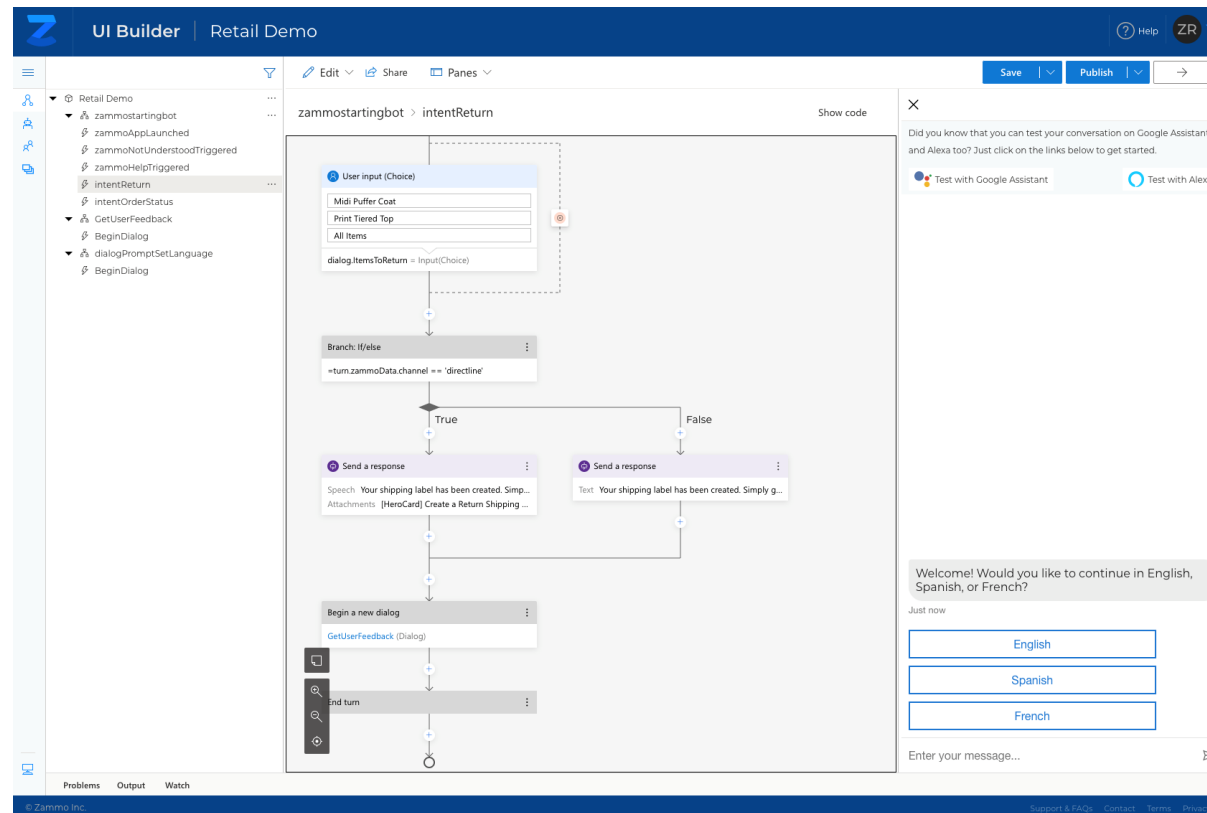 UI Builder | Retail Demo
Help
ZR
Edit
Share
Panes
Save
Publish
Retail Demo
zammostartingbot
zammoAppLaunched
zammoNotUnderstoodTriggered
zammoHelpTriggered
intentReturn
intentOrderStatus
GetUserFeedback
BeginDialog
dialogPromptSetLanguage
BeginDialog
zammostartingbot > intentReturn
Show code
User input (Choice)
Midi Puffer Coat
Print Tiered Top
All Items
dialog.ItemsToReturn = Input(Choice)
Branch: If/else
=turn.zammoData.channel == 'directline'
True
False
Send a response
Speech Your shipping label has been created. Simp...
Attachments [HeroCard] Create a Return Shipping ...
Send a response
Text Your shipping label has been created. Simply g...
Begin a new dialog
GetUserFeedback (Dialog)
End turn
Did you know that you can test your conversation on Google Assistant
and Alexa too? Just click on the links below to get started.
Test with Google Assistant
Test with Alex
Welcome! Would you like to continue in English,
Spanish, or French?
Just now
English
Spanish
French
Enter your message...
Problems
Output
Watch
© Zammo Inc.
Support & FAQs
Contact
Terms
Privac